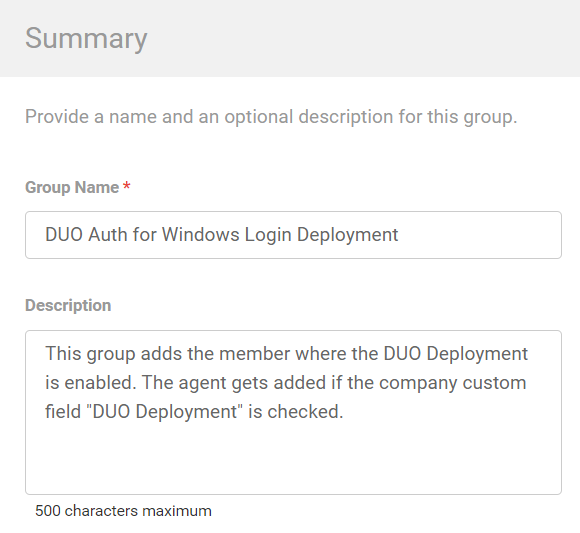 Summary
Provide a name and an optional description for this group.
Group Name *
DUO Auth for Windows Login Deployment
Description
This group adds the member where the DUO Deployment
is enabled. The agent gets added if the company custom
field "DUO Deployment" is checked.
500 characters maximum